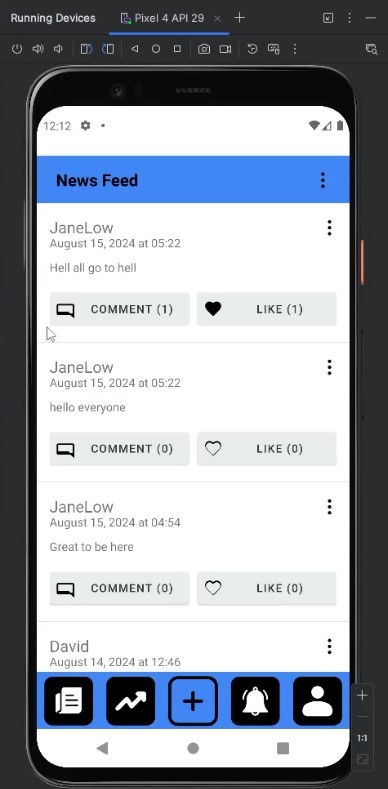 Running Devices
Pixel 4 API 29
12:12
News Feed
JaneLow
August 15, 2024 at 05:22
Hell all go to hell
COMMENT (1)
LIKE (1)
JaneLow
August 15, 2024 at 05:22
hello everyone
COMMENT (0)
LIKE (0)
JaneLow
August 15, 2024 at 04:54
Great to be here
COMMENT (0)
LIKE (0)
David
August 14, 2024 at 12:46
1:1